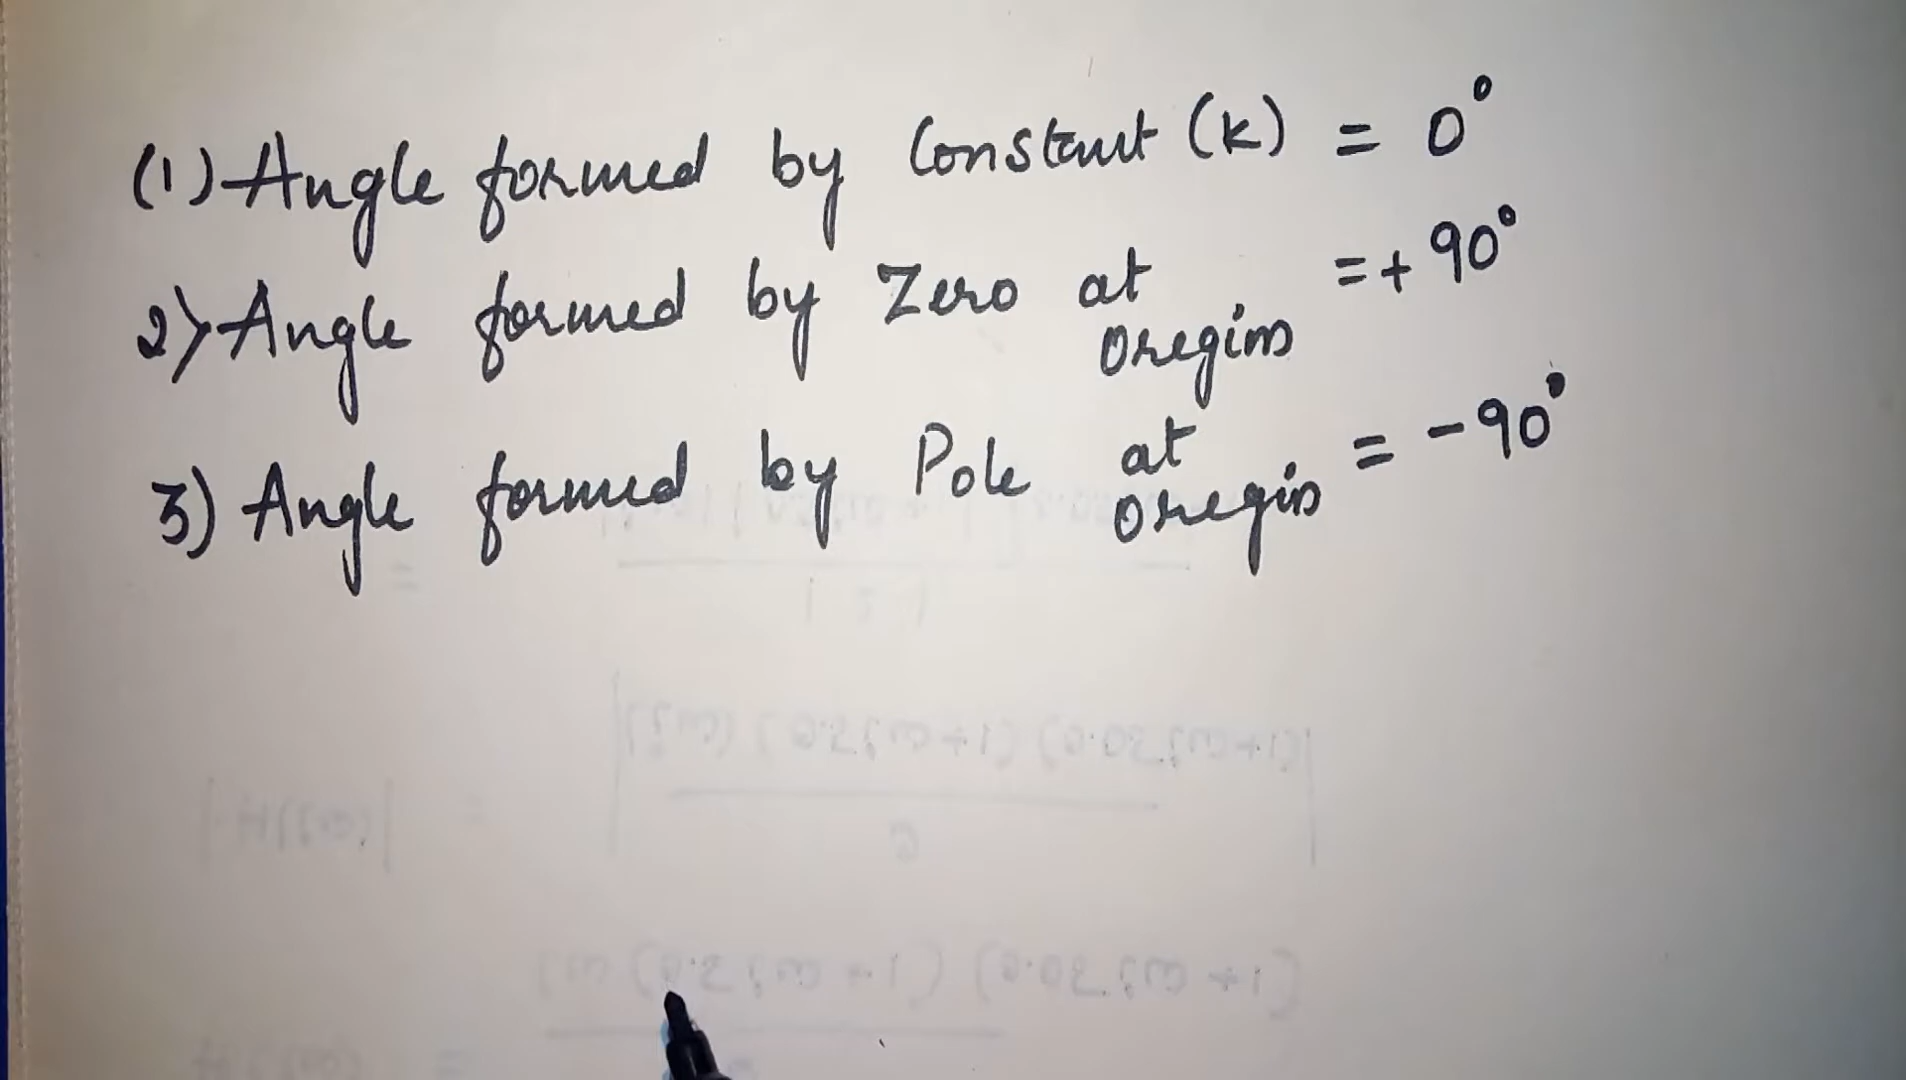 (1) Angle formed by Constant (K) = 0°
2) Angle formed by Zero at oregin = + 90°
3) Angle formed by Pole at oregin = - 90°